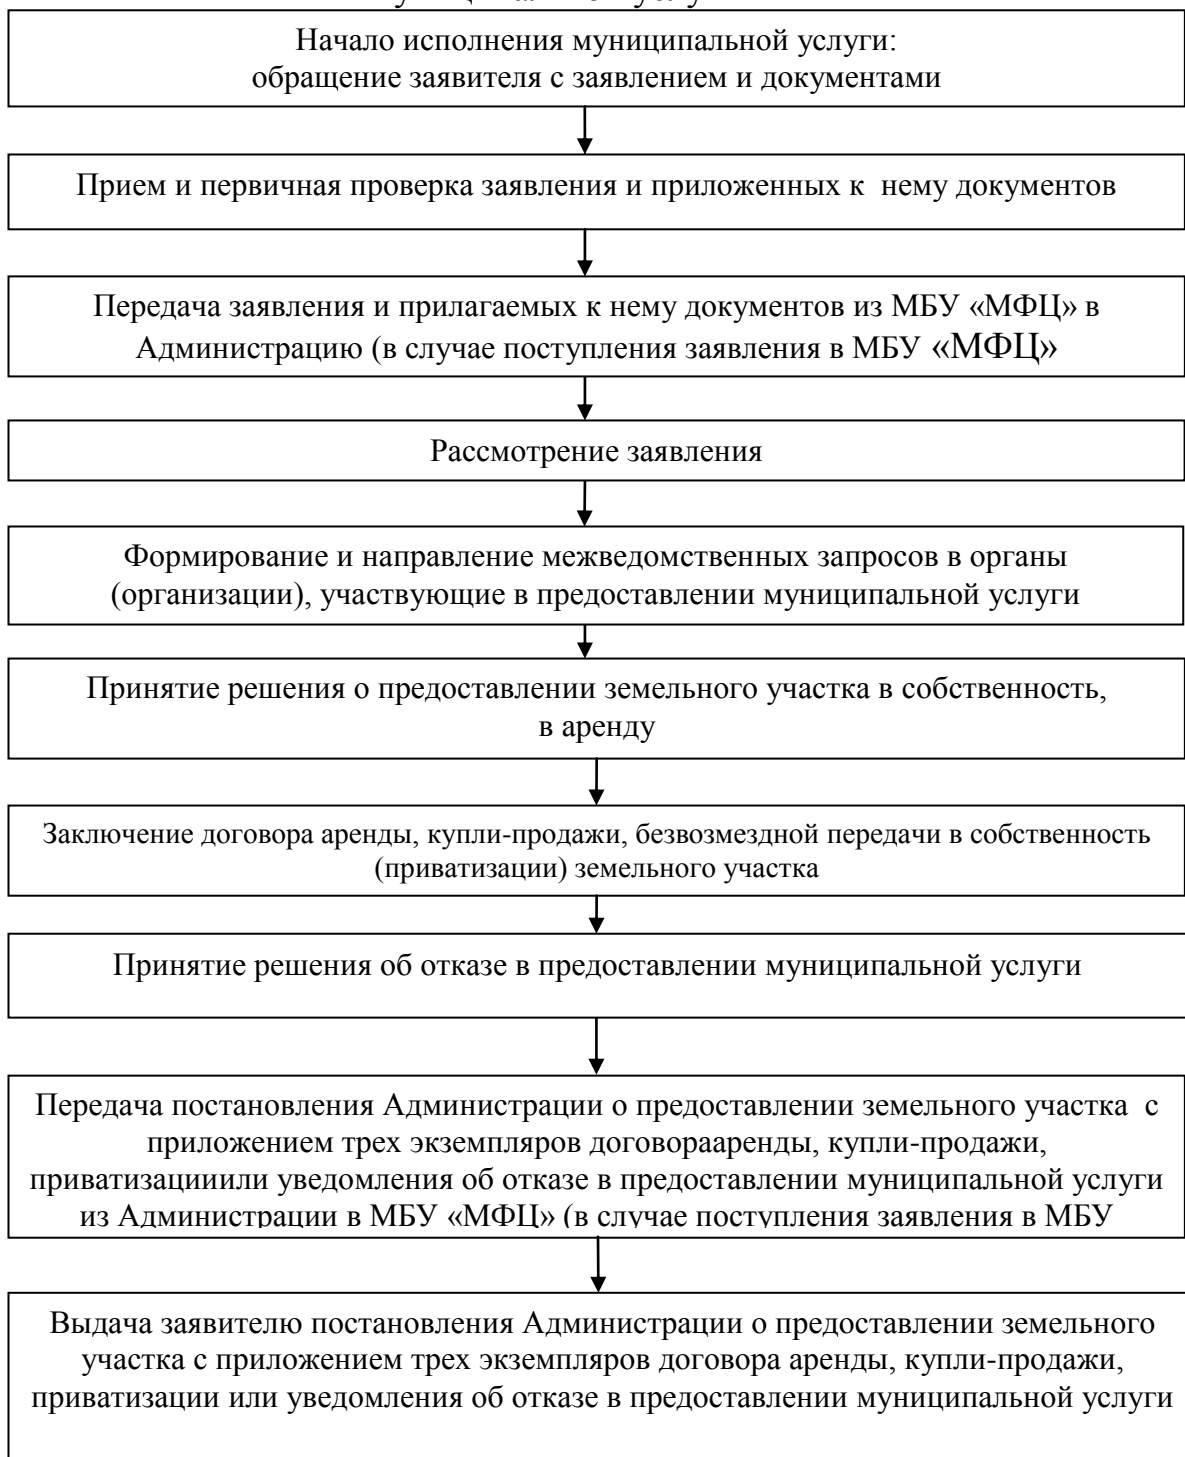 Начало исполнения муниципальной услуги:
обращение заявителя с заявлением и документами
Прием и первичная проверка заявления и приложенных к нему документов
Передача заявления и прилагаемых к нему документов из МБУ «МФЦ» в
Администрацию (в случае поступления заявления в МБУ «МФЦ»
Рассмотрение заявления
Формирование и направление межведомственных запросов в органы
(организации), участвующие в предоставлении муниципальной услуги
Принятие решения о предоставлении земельного участка в собственность,
в аренду
Заключение договора аренды, купли-продажи, безвозмездной передачи в собственность
(приватизации) земельного участка
Принятие решения об отказе в предоставлении муниципальной услуги
Передача постановления Администрации о предоставлении земельного участка с
приложением трех экземпляров договорааренды, купли-продажи,
приватизацииили уведомления об отказе в предоставлении муниципальной услуги
из Администрации в МБУ «МФЦ» (в случае поступления заявления в МБУ
Выдача заявителю постановления Администрации о предоставлении земельного
участка с приложением трех экземпляров договора аренды, купли-продажи,
приватизации или уведомления об отказе в предоставлении муниципальной услуги